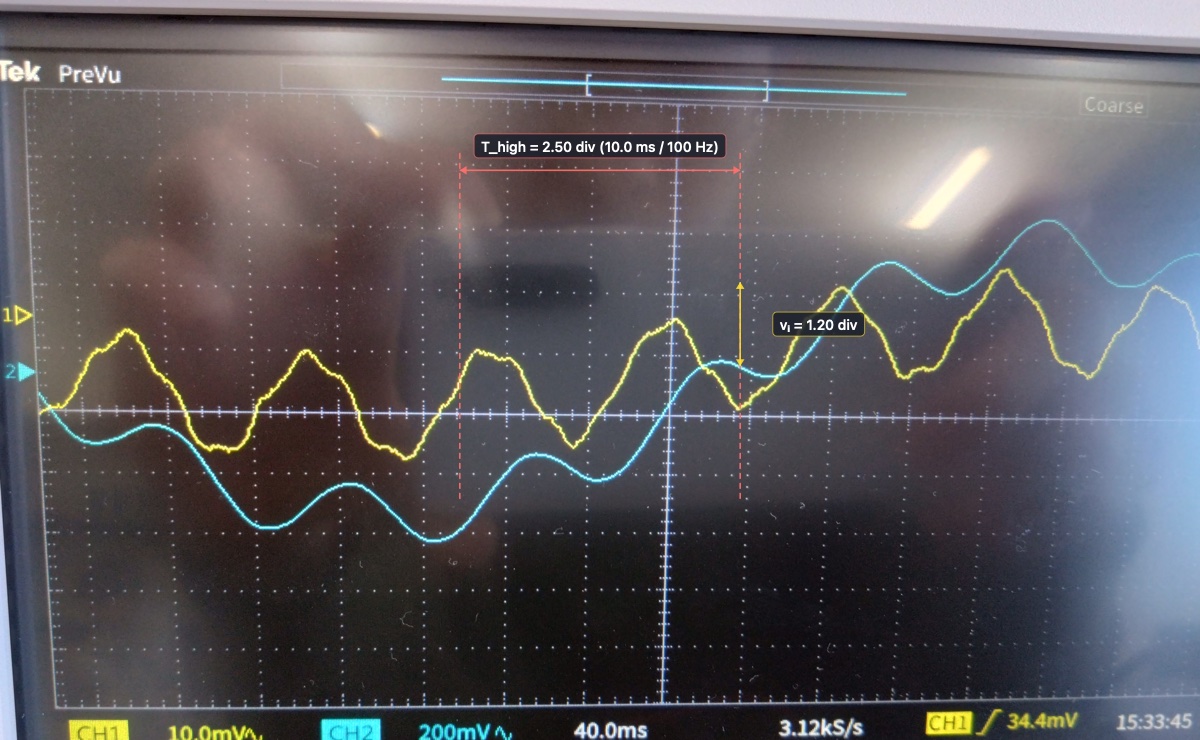 Tek PreVu
Coarse
T_high = 2.50 div (10.0 ms / 100 Hz)
1
vᵢ = 1.20 div
2
CH1 10.0mV CH2 200mV 40.0ms 3.12kS/s CH1 34.4mV 15:33:45